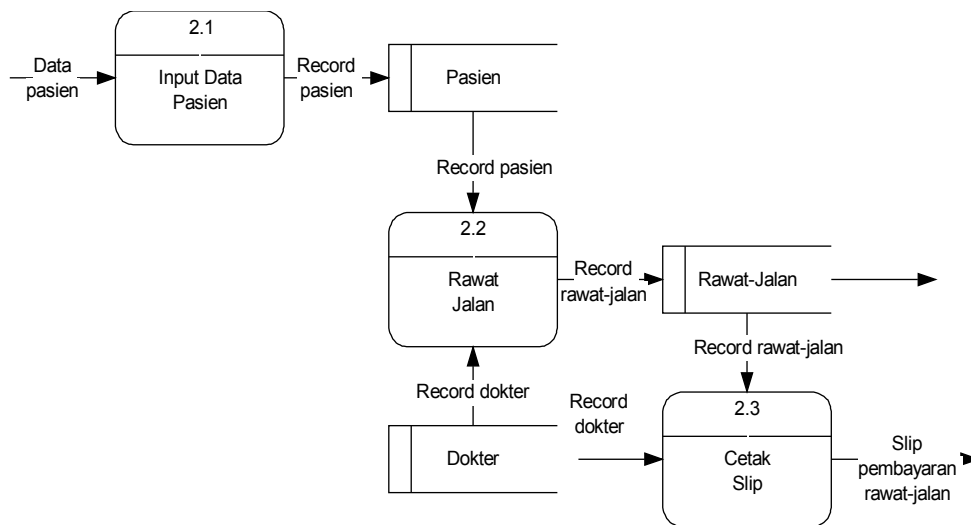 2.1
Data
pasien
Input Data
Pasien
Record
pasien
Pasien
Record pasien
2.2
Rawat
Jalan
Record
rawat-jalan
Rawat-Jalan
Record rawat-jalan
Record dokter
Dokter
Record
dokter
2.3
Cetak
Slip
Slip
pembayaran
rawat-jalan